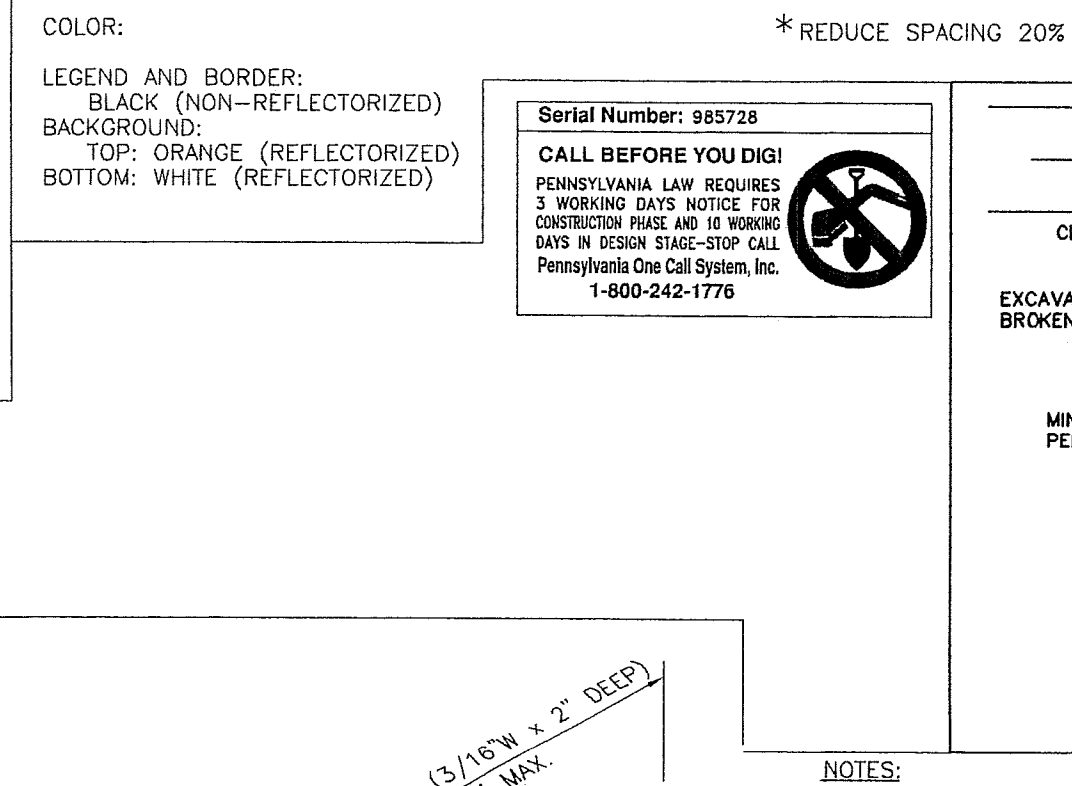 COLOR:
*REDUCE SPACING 20%
LEGEND AND BORDER:
BLACK (NON-REFLECTORIZED)
BACKGROUND:
TOP: ORANGE (REFLECTORIZED)
BOTTOM: WHITE (REFLECTORIZED)
Serial Number: 985728
CALL BEFORE YOU DIG!
PENNSYLVANIA LAW REQUIRES
3 WORKING DAYS NOTICE FOR
CONSTRUCTION PHASE AND 10 WORKING
DAYS IN DESIGN STAGE-STOP CALL
Pennsylvania One Call System, Inc.
1-800-242-1776
EXCAVA
BROKEN
MIN
(3/16"W x 2" DEEP)
MAX.
NOTES: